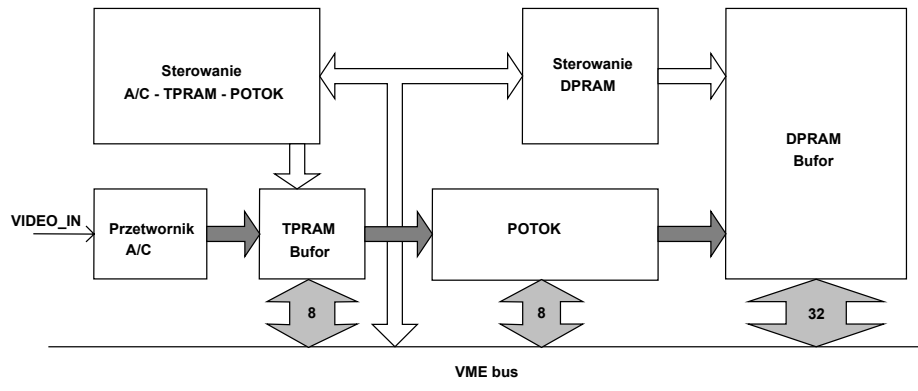 Sterowanie
A/C - TPRAM - POTOK
Sterowanie
DPRAM
DPRAM
Bufor
VIDEO_IN
Przetwornik
A/C
TPRAM
Bufor
POTOK
8
8
32
VME bus